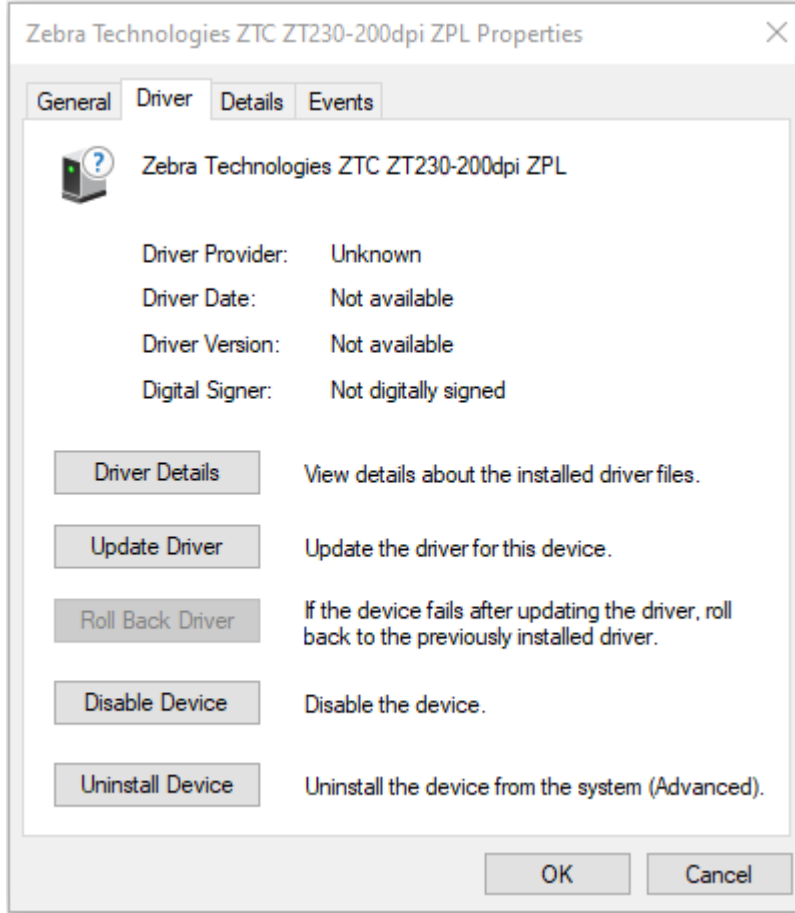 Zebra Technologies ZTC ZT230-200dpi ZPL Properties
General Driver Details Events
?
Zebra Technologies ZTC ZT230-200dpi ZPL
Driver Provider: Unknown
Driver Date: Not available
Driver Version: Not available
Digital Signer: Not digitally signed
Driver Details View details about the installed driver files.
Update Driver Update the driver for this device.
Roll Back Driver If the device fails after updating the driver, roll
back to the previously installed driver.
Disable Device Disable the device.
Uninstall Device Uninstall the device from the system (Advanced).
OK Cancel